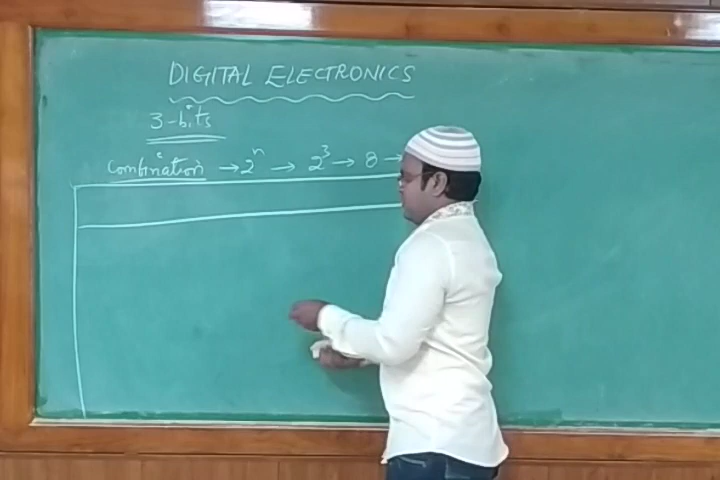 DIGITAL ELECTRONICS
3-bits
Combination → 2ⁿ → 2³ → 8 →